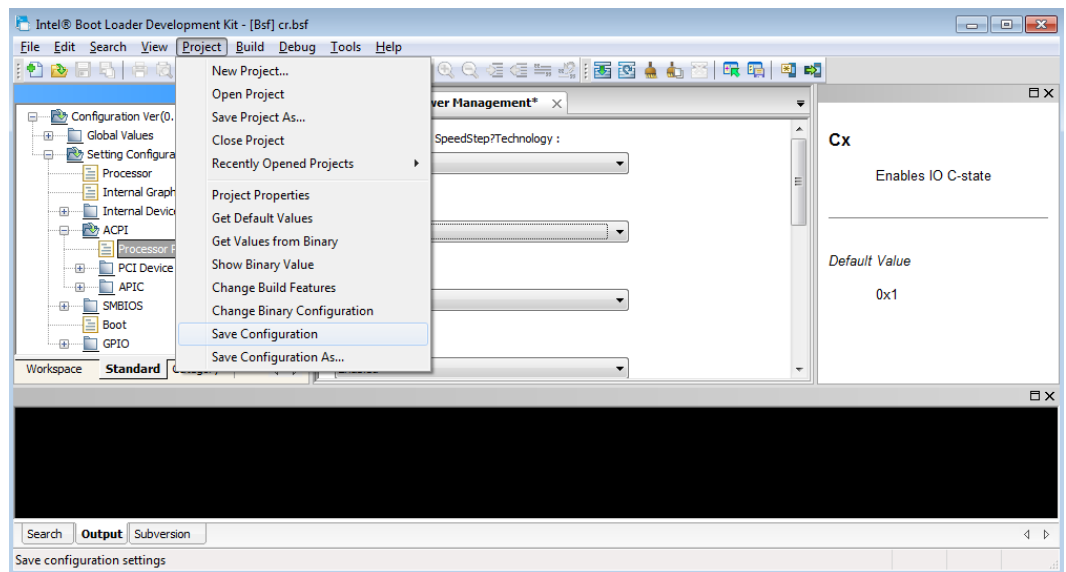 Intel® Boot Loader Development Kit - [Bsf] cr.bsf
File Edit Search View Project Build Debug Tools Help
New Project...
Open Project
Save Project As...
Close Project
Recently Opened Projects
Project Properties
Get Default Values
Get Values from Binary
Show Binary Value
Change Build Features
Change Binary Configuration
Save Configuration
Save Configuration As...
Configuration Ver(0.
Global Values
Setting Configura
Processor
Internal Graph
Internal Device
ACPI
Processor P
PCI Device
APIC
SMBIOS
Boot
GPIO
Workspace Standard
wer Management*
SpeedStep?Technology :
Enabled
Cx
Enables IO C-state
Default Value
0x1
Search Output Subversion
Save configuration settings